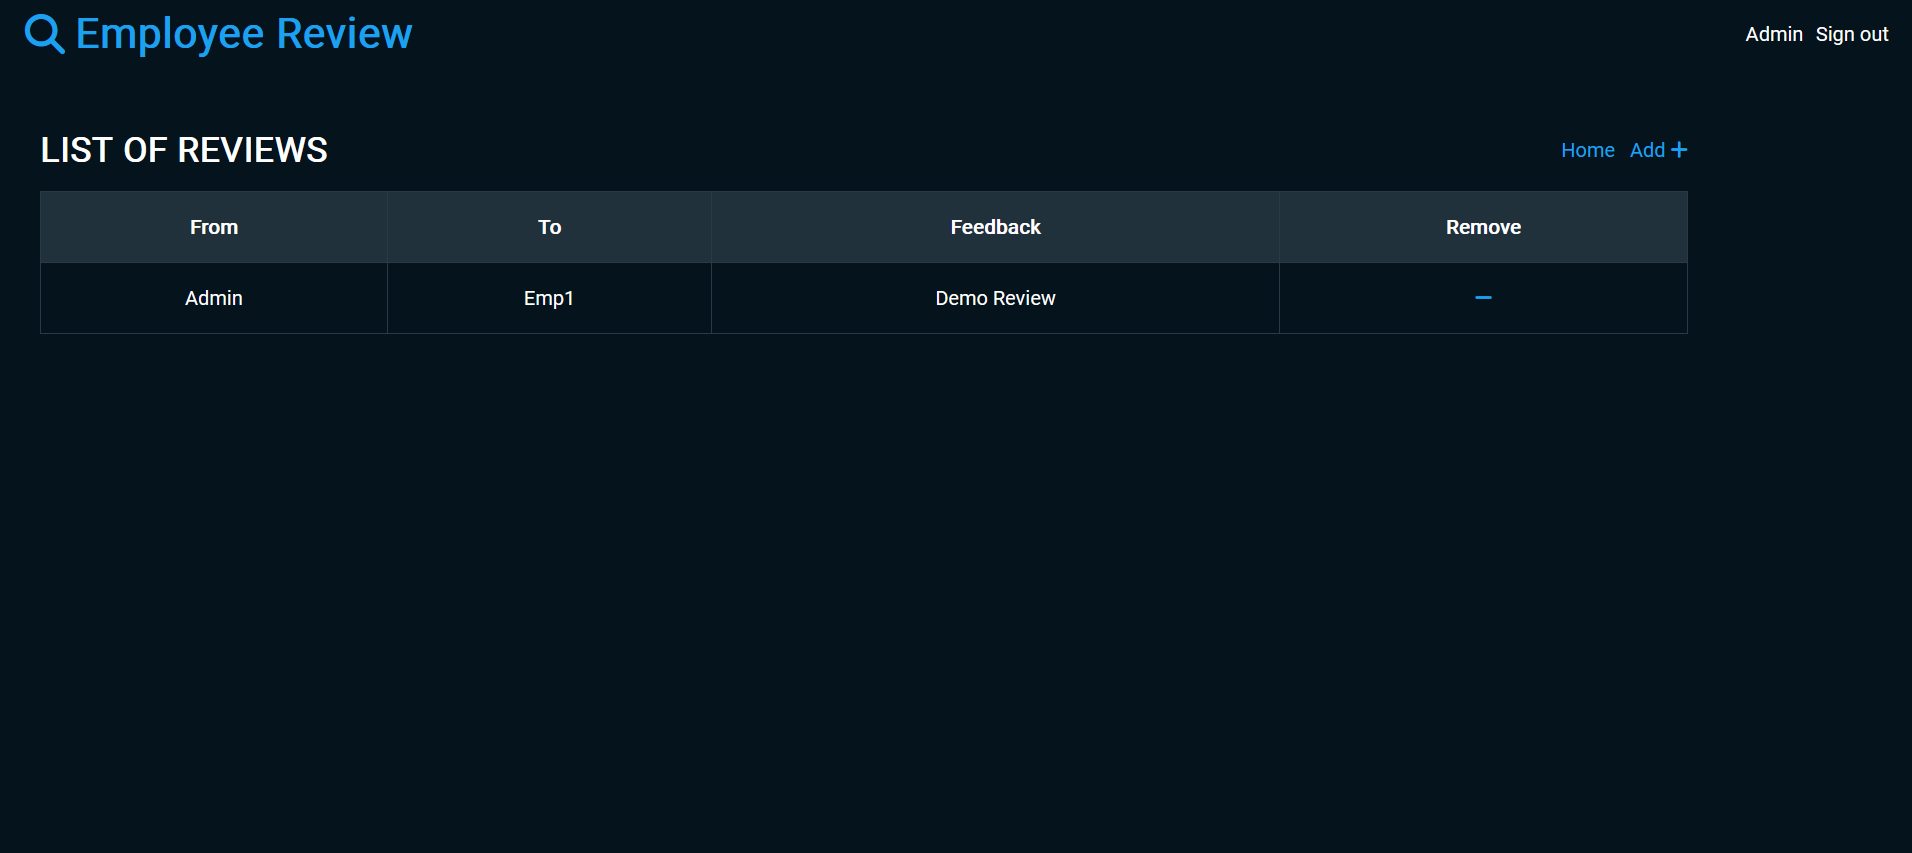 Employee Review
Admin Sign out
LIST OF REVIEWS
Home Add
From To Feedback Remove
Admin Emp1 Demo Review